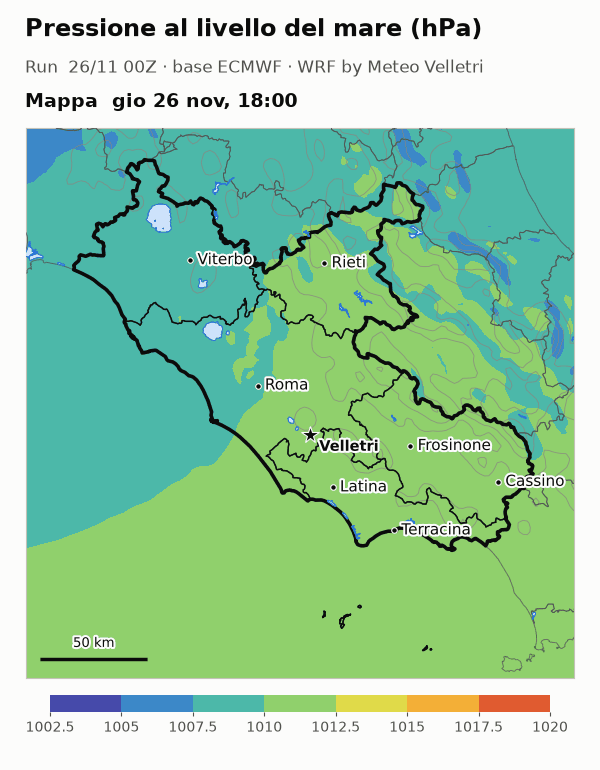 Pressione al livello del mare (hPa)
Run  26/11 00Z · base ECMWF · WRF by Meteo Velletri
Mappa  gio 26 nov, 18:00
Viterbo
Rieti
Roma
Velletri
Frosinone
Latina
Cassino
Terracina
50 km
1002.5 1005 1007.5 1010 1012.5 1015 1017.5 1020